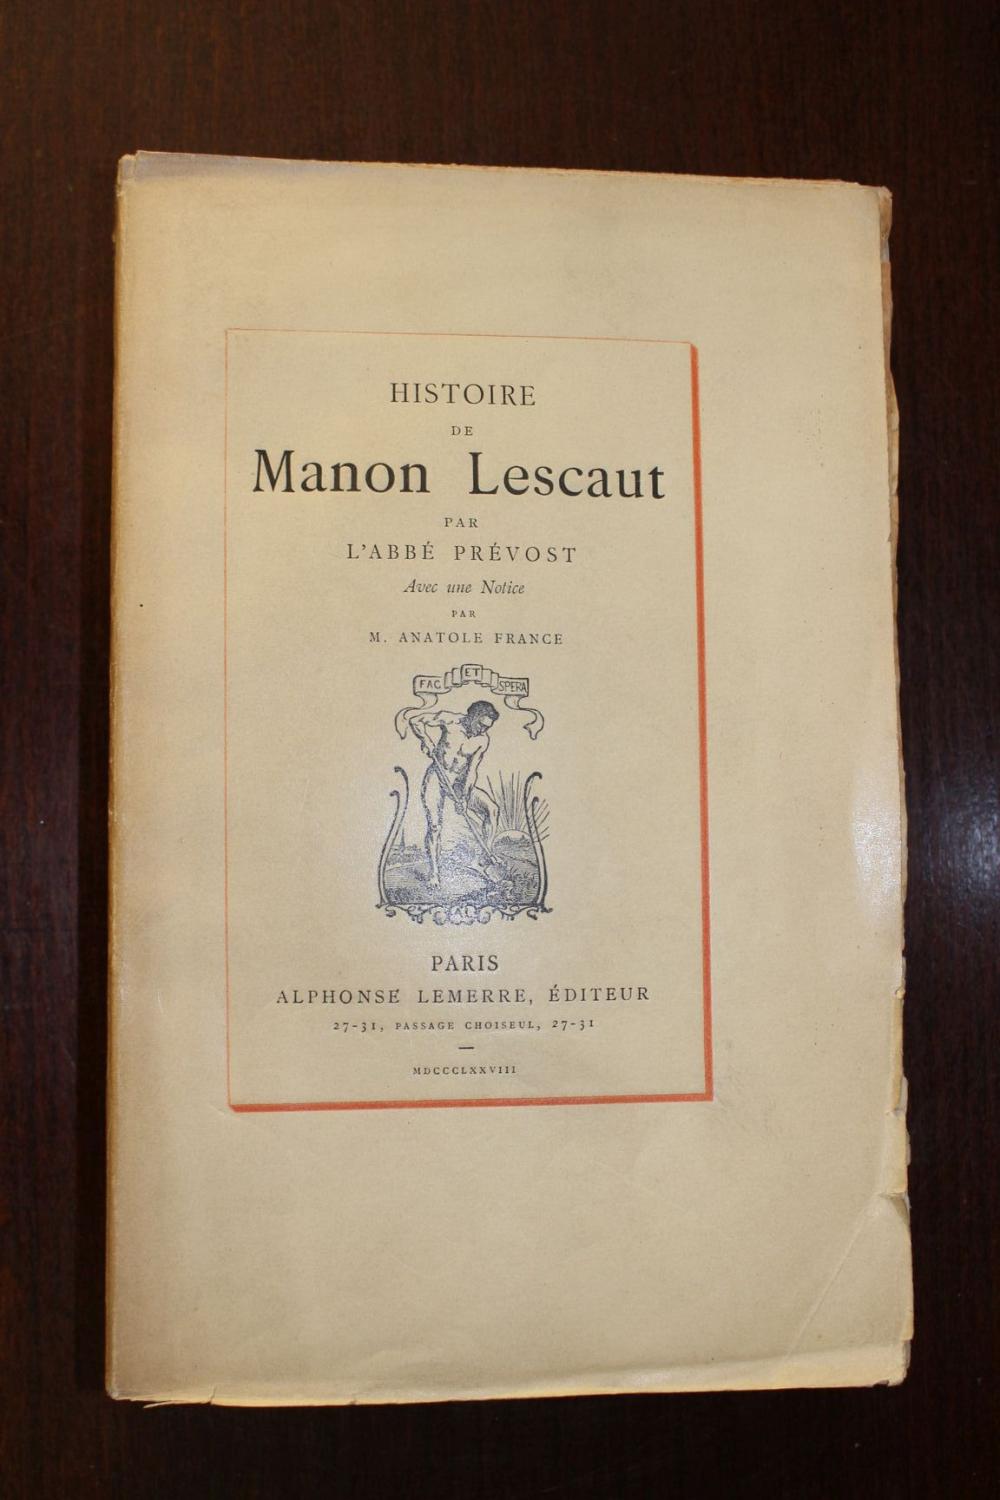 HISTOIRE
DE
Manon Lescaut
PAR
L'ABBÉ PRÉVOST
Avec une Notice
PAR
M. ANATOLE FRANCE
FAC ET SPERA
AL
PARIS
ALPHONSE LEMERRE, ÉDITEUR
27-31, PASSAGE CHOISEUL, 27-31
—
MDCCCLXXVIII